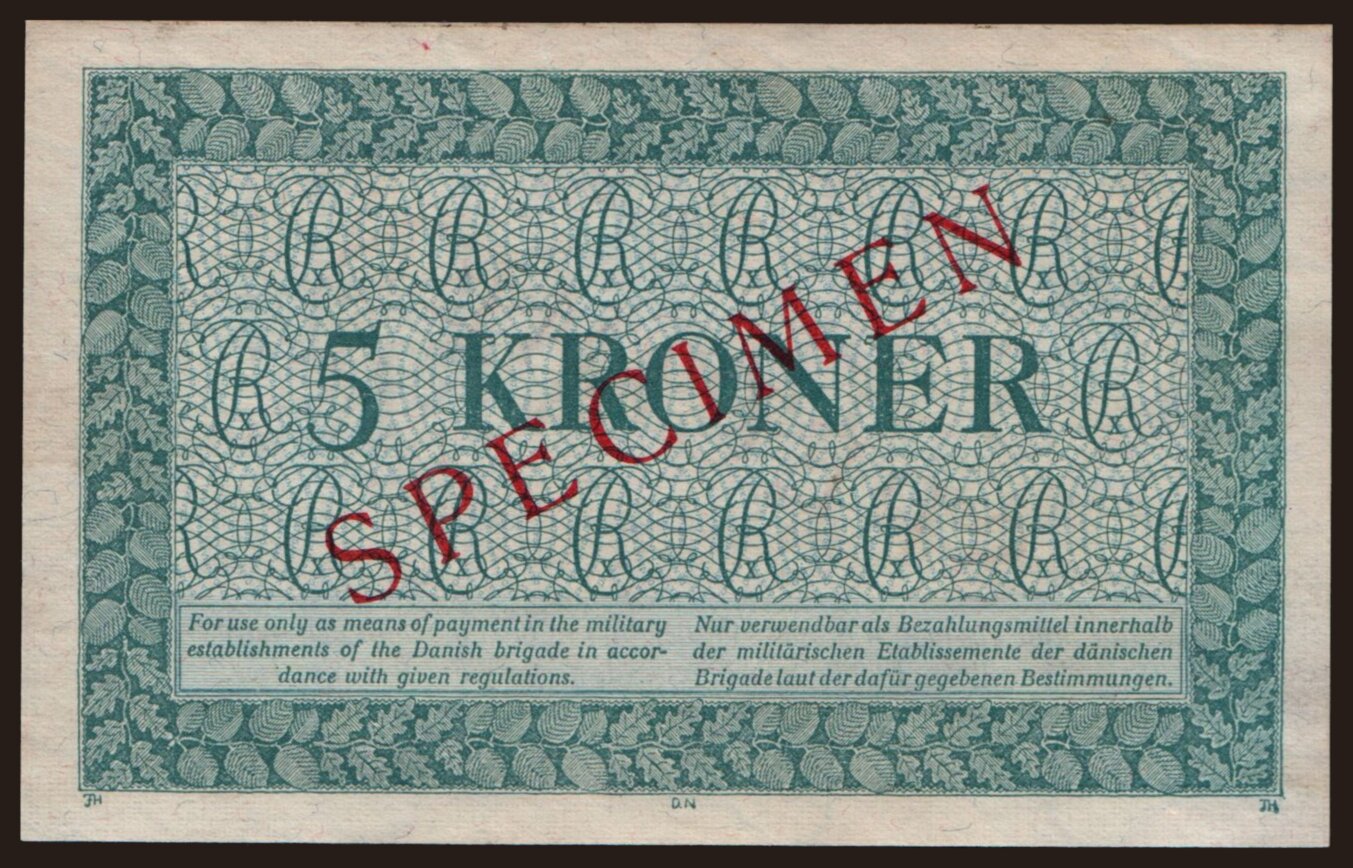 5 KRONER
SPECIMEN
For use only as means of payment in the military
establishments of the Danish brigade in accor-
dance with given regulations.
Nur verwendbar als Bezahlungsmittel innerhalb
der militärischen Etablissemente der dänischen
Brigade laut der dafür gegebenen Bestimmungen.
JH
D.N
JH